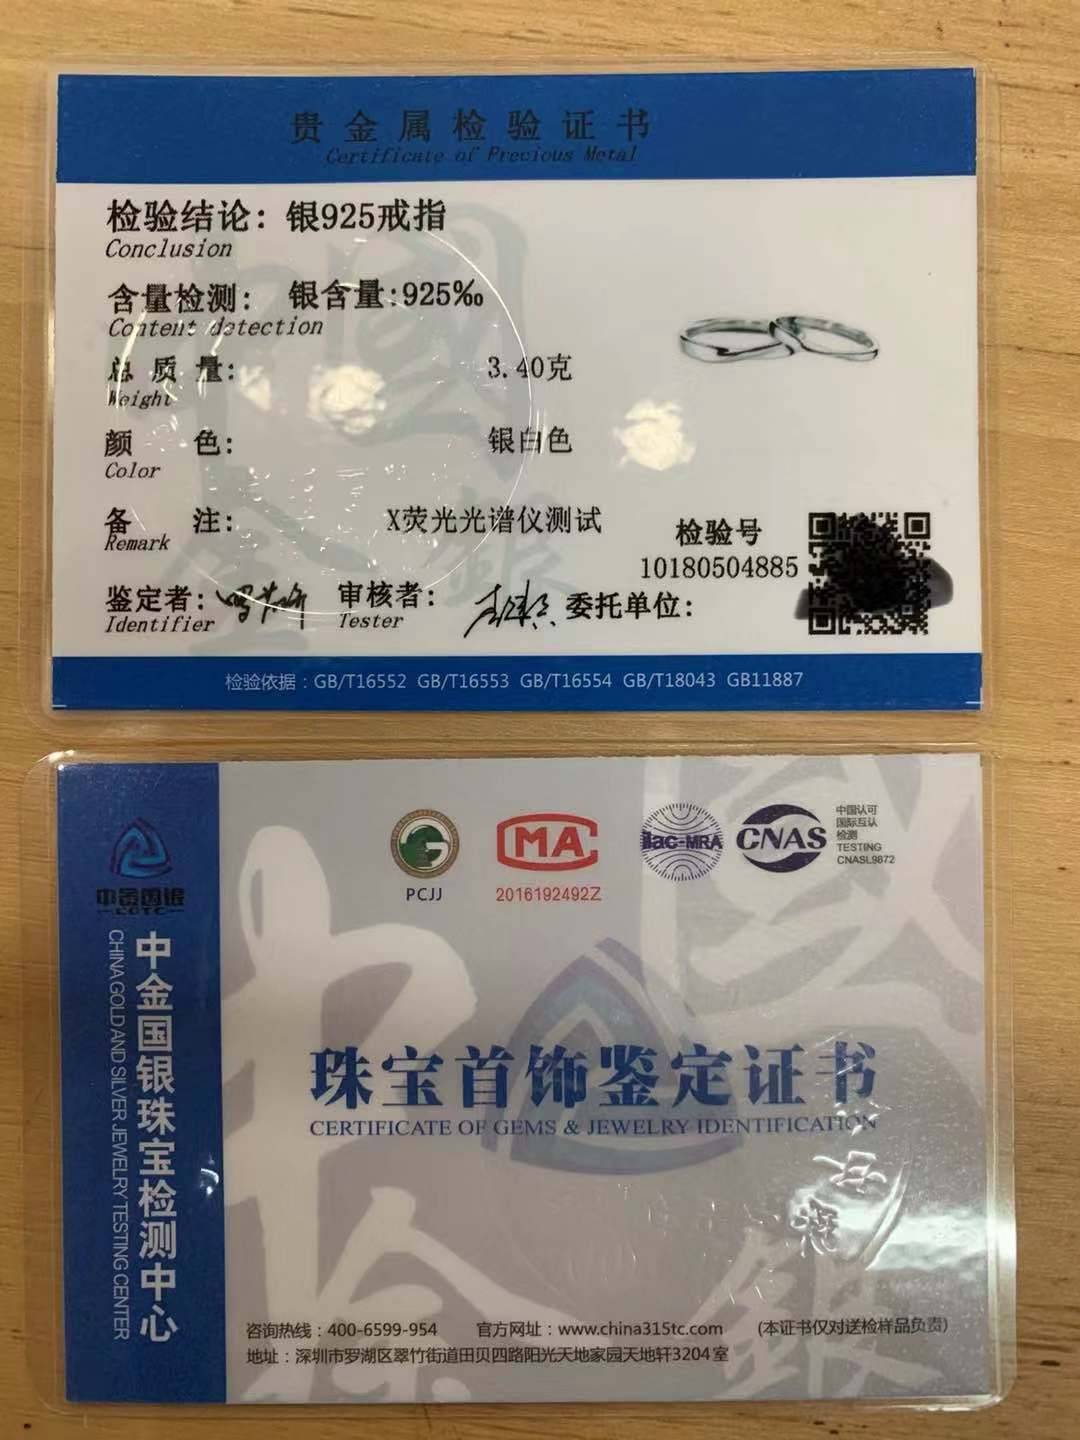 贵金属检验证书
Certificate of Precious Metal
检验结论: 银925戒指
Conclusion
含量检测: 银含量:925‰
Content detection
总质量: 3.40克
Weight
颜色: 银白色
Color
备注: X荧光光谱仪测试
Remark
检验号
10180504885
鉴定者: 审核者: 委托单位:
Identifier Tester
检验依据:GB/T16552 GB/T16553 GB/T16554 GB/T18043 GB11887
PCJJ
CMA
2016192492Z
ilac-MRA
CNAS
中国认可
国际互认
检测
TESTING
CNASL9872
中金国银珠宝检测中心
CHINA GOLD AND SILVER JEWELRY TESTING CENTER
珠宝首饰鉴定证书
CERTIFICATE OF GEMS & JEWELRY IDENTIFICATION
咨询热线:400-6599-954 官方网址:www.china315tc.com (本证书仅对送检样品负责)
地址:深圳市罗湖区翠竹街道田贝四路阳光天地家园天地轩3204室